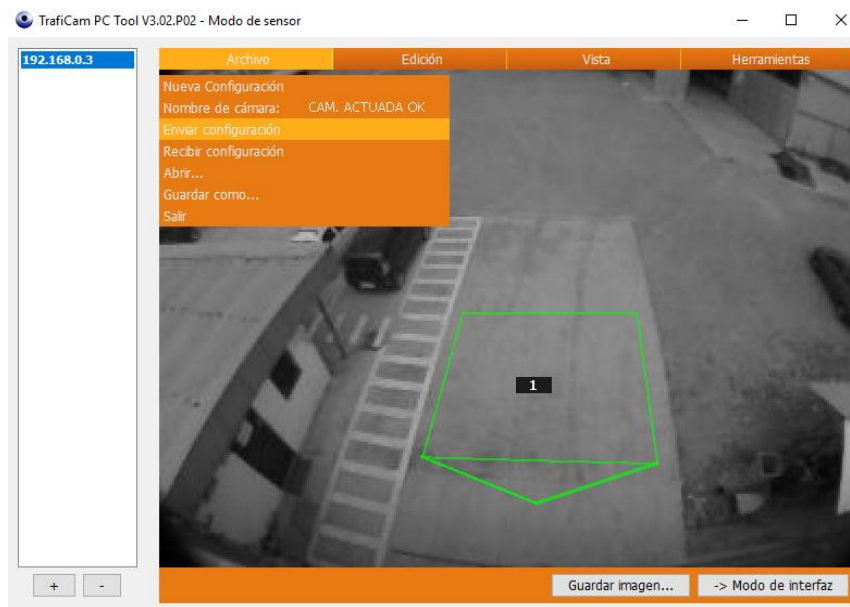 TrafiCam PC Tool V3.02.P02 - Modo de sensor
192.168.0.3
Archivo Edición Vista Herramientas
Nueva Configuración
Nombre de cámara: CAM. ACTUADA OK
Enviar configuración
Recibir configuración
Abrir...
Guardar como...
Salir
1
+ -
Guardar imagen... -> Modo de interfaz